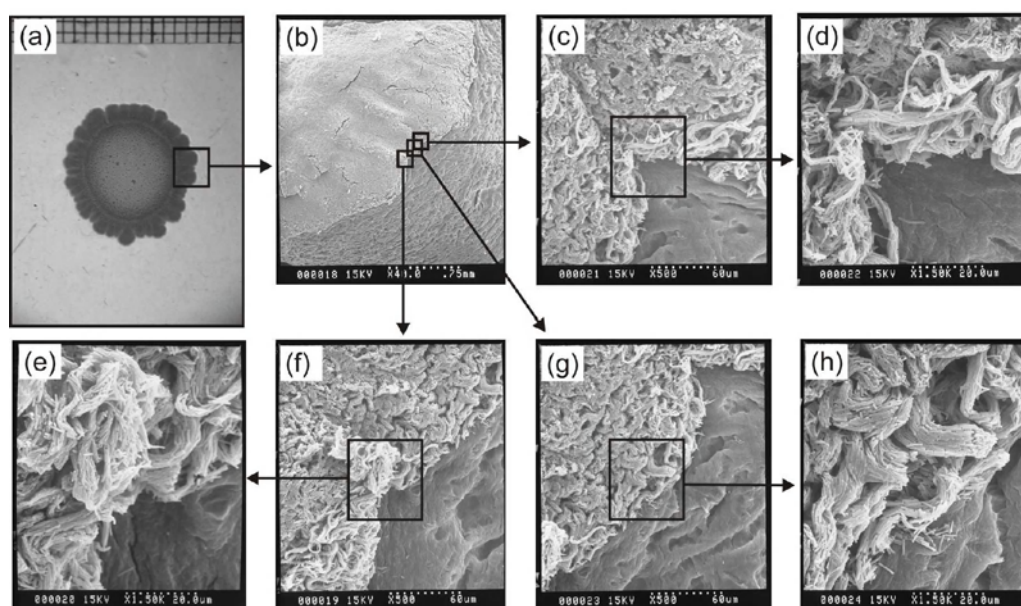 (a)
(b)
000018 15KV X40.0 .75mm
(c)
000021 15KV X500 60um
(d)
000022 15KV X1.50K 20.0um
(e)
000020 15KV X1.50K 20.0um
(f)
000019 15KV X500 60um
(g)
000023 15KV X500 60um
(h)
000024 15KV X1.50K 20.0um